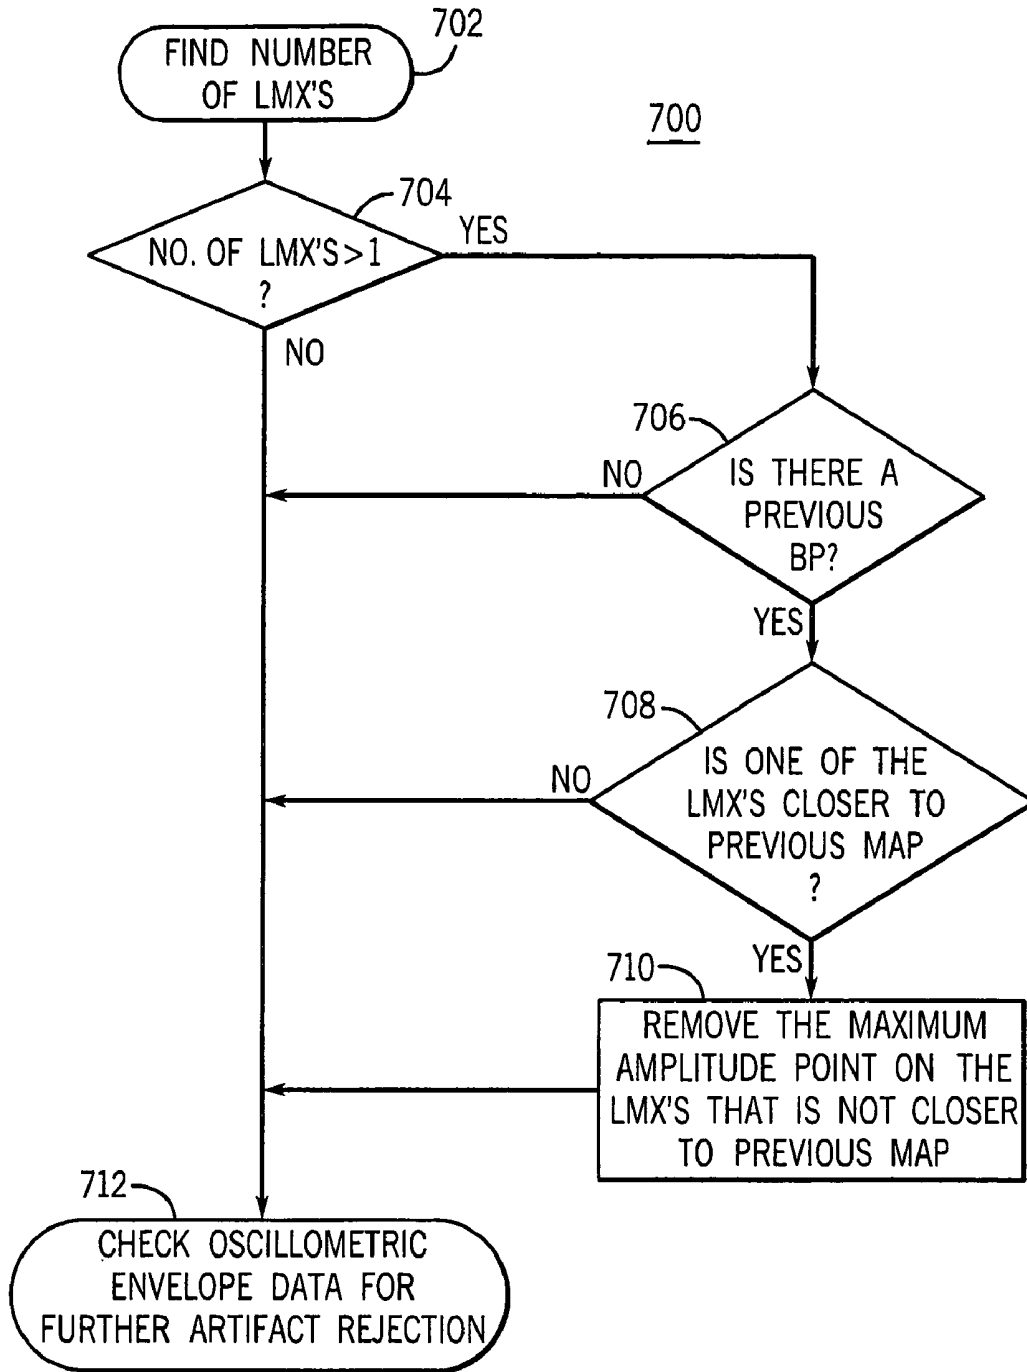 702
FIND NUMBER
OF LMX'S
700
704
NO. OF LMX'S>1
?
YES
NO
706
NO
IS THERE A
PREVIOUS
BP?
YES
708
NO
IS ONE OF THE
LMX'S CLOSER TO
PREVIOUS MAP
?
YES
710
REMOVE THE MAXIMUM
AMPLITUDE POINT ON THE
LMX'S THAT IS NOT CLOSER
TO PREVIOUS MAP
712
CHECK OSCILLOMETRIC
ENVELOPE DATA FOR
FURTHER ARTIFACT REJECTION